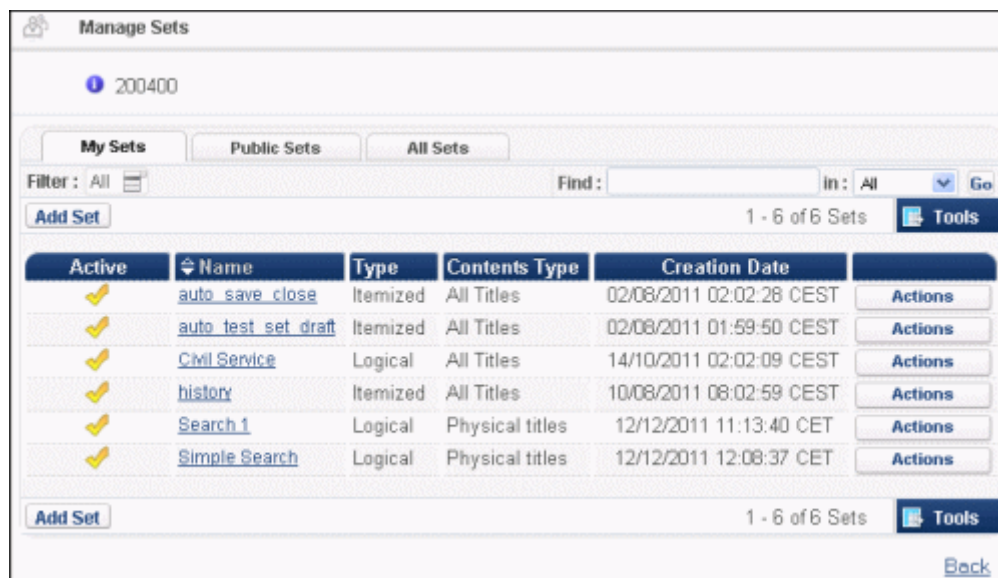 Manage Sets
200400
My Sets Public Sets All Sets
Filter : All Find : in : All Go
Add Set 1 - 6 of 6 Sets Tools
Active Name Type Contents Type Creation Date
auto_save_close Itemized All Titles 02/08/2011 02:02:28 CEST Actions
auto_test_set_draft Itemized All Titles 02/08/2011 01:59:50 CEST Actions
Civil Service Logical All Titles 14/10/2011 02:02:09 CEST Actions
history Itemized All Titles 10/08/2011 08:02:59 CEST Actions
Search 1 Logical Physical titles 12/12/2011 11:13:40 CET Actions
Simple Search Logical Physical titles 12/12/2011 12:08:37 CET Actions
Add Set 1 - 6 of 6 Sets Tools
Back